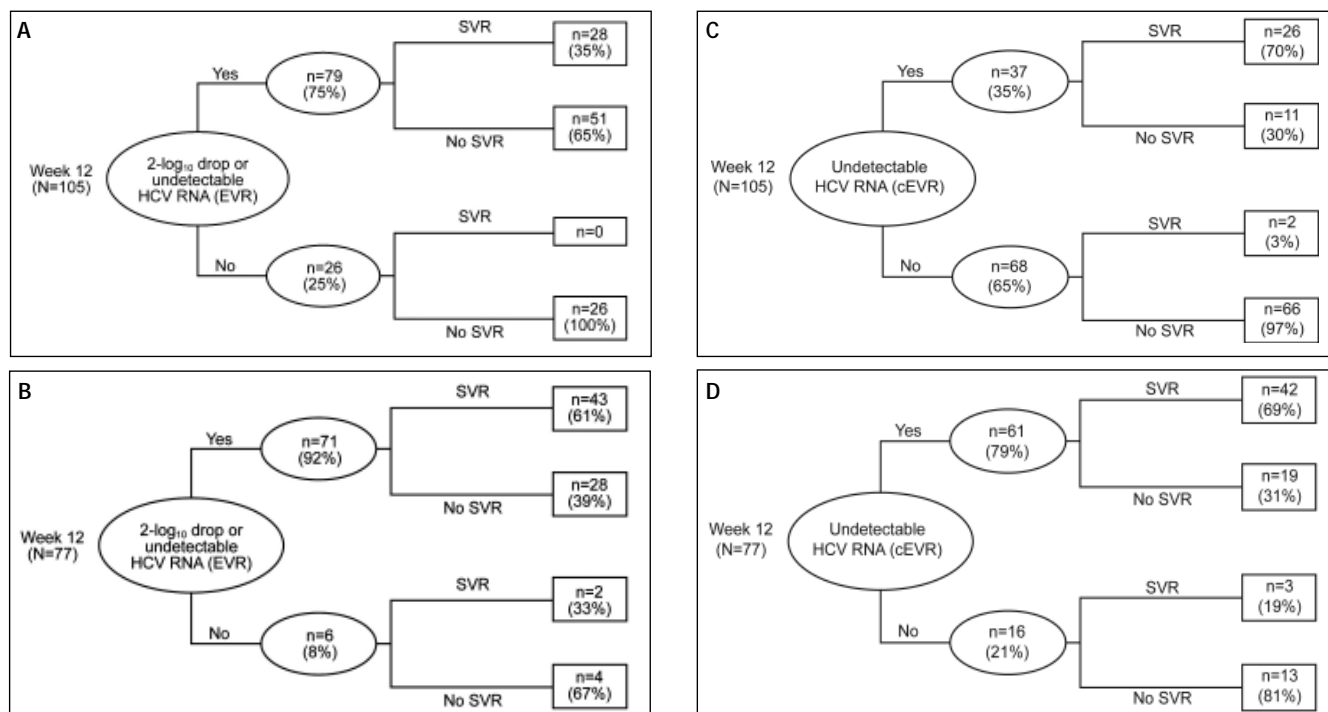 A
Week 12
(N=105)
2-log₁₀ drop or
undetectable
HCV RNA (EVR)
Yes
n=79
(75%)
SVR
n=28
(35%)
No SVR
n=51
(65%)
No
n=26
(25%)
SVR
n=0
No SVR
n=26
(100%)
C
Week 12
(N=105)
Undetectable
HCV RNA (cEVR)
Yes
n=37
(35%)
SVR
n=26
(70%)
No SVR
n=11
(30%)
No
n=68
(65%)
SVR
n=2
(3%)
No SVR
n=66
(97%)
B
Week 12
(N=77)
2-log₁₀ drop or
undetectable
HCV RNA (EVR)
Yes
n=71
(92%)
SVR
n=43
(61%)
No SVR
n=28
(39%)
No
n=6
(8%)
SVR
n=2
(33%)
No SVR
n=4
(67%)
D
Week 12
(N=77)
Undetectable
HCV RNA (cEVR)
Yes
n=61
(79%)
SVR
n=42
(69%)
No SVR
n=19
(31%)
No
n=16
(21%)
SVR
n=3
(19%)
No SVR
n=13
(81%)